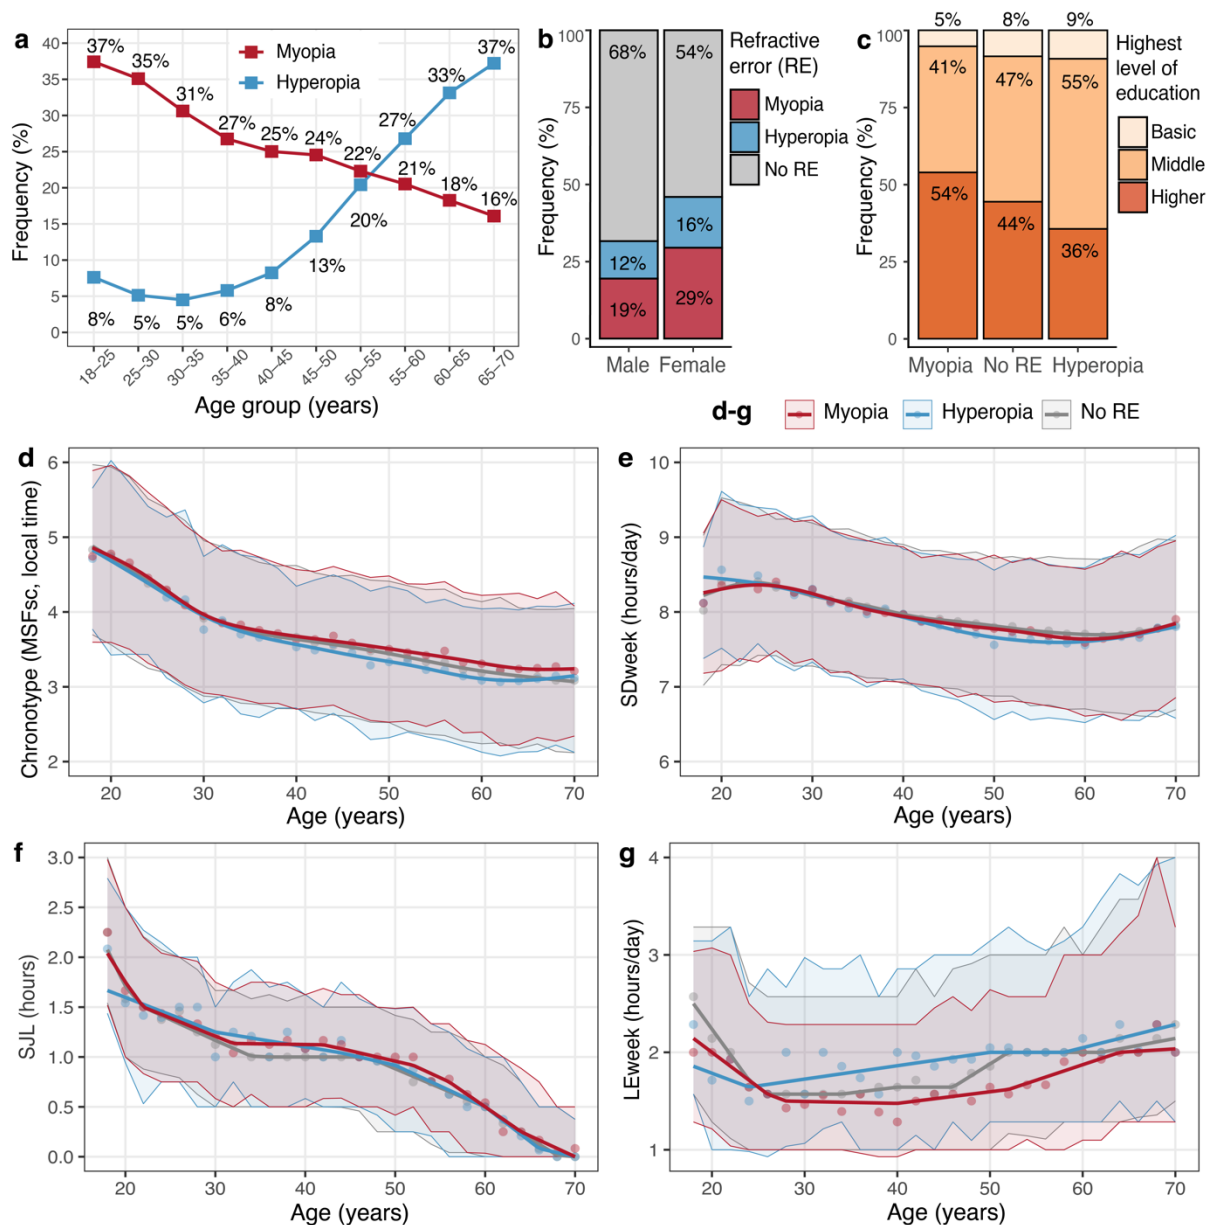 a
Myopia
Hyperopia
37% 35% 31% 27% 25% 24% 22% 21% 18% 16%
8% 5% 5% 6% 8% 13% 20% 27% 33% 37%
Frequency (%)
40
35
30
25
20
15
10
5
0
18–25 25–30 30–35 35–40 40–45 45–50 50–55 55–60 60–65 65–70
Age group (years)
b
Refractive
error (RE)
Myopia
Hyperopia
No RE
Frequency (%)
100
75
50
25
0
68% 54%
12% 16%
19% 29%
Male Female
c
Highest
level of
education
Basic
Middle
Higher
Frequency (%)
100
75
50
25
0
5% 8% 9%
41% 47% 55%
54% 44% 36%
Myopia No RE Hyperopia
d-g Myopia Hyperopia No RE
d
Chronotype (MSFsc, local time)
6
5
4
3
2
20 30 40 50 60 70
Age (years)
e
SDweek (hours/day)
10
9
8
7
6
20 30 40 50 60 70
Age (years)
f
SJL (hours)
3.0
2.5
2.0
1.5
1.0
0.5
0.0
20 30 40 50 60 70
Age (years)
g
LEweek (hours/day)
4
3
2
1
20 30 40 50 60 70
Age (years)